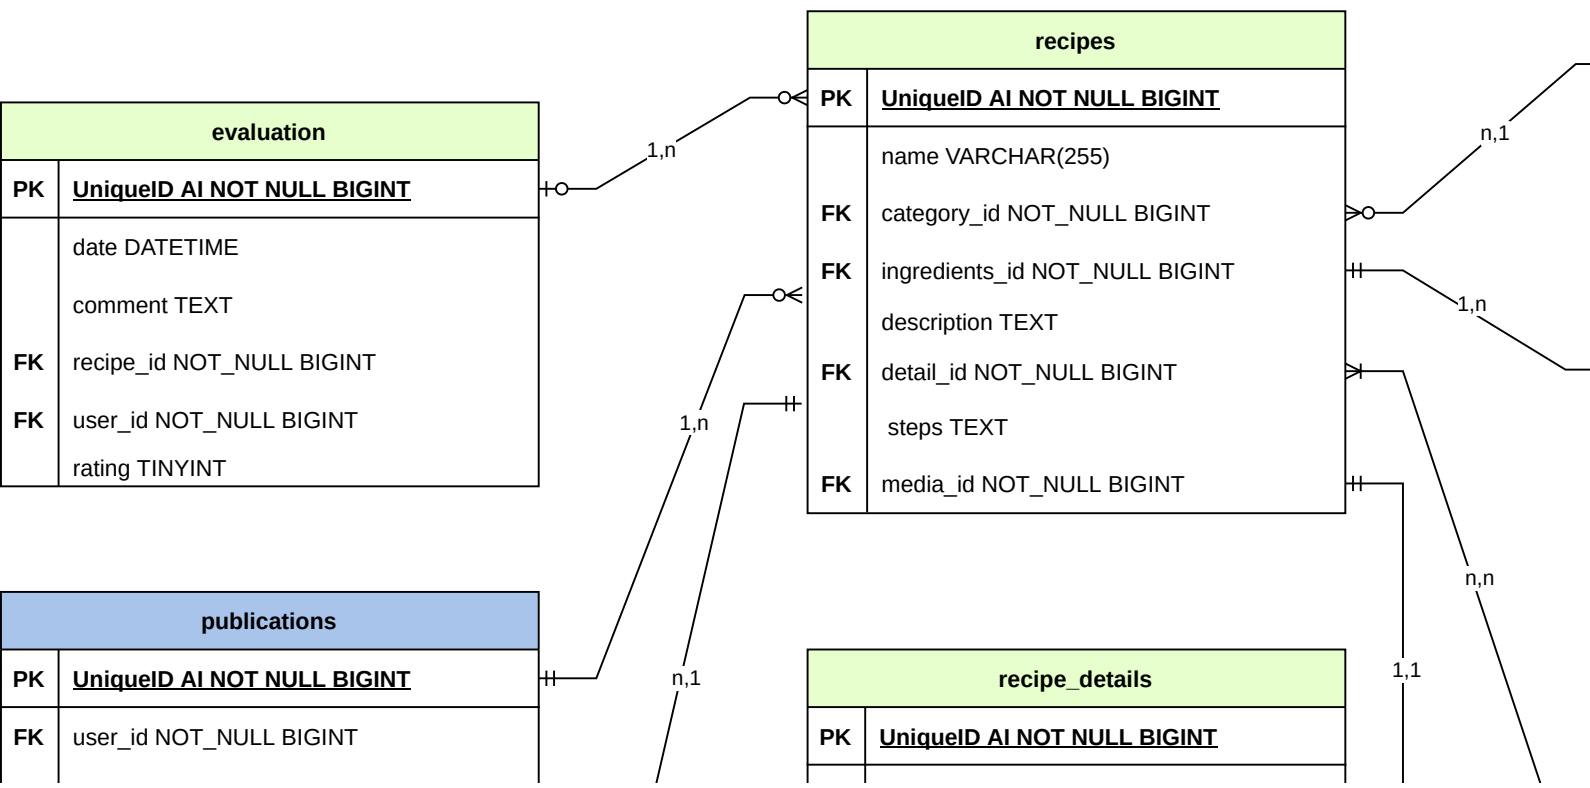 evaluation
PK UniqueID AI NOT NULL BIGINT
date DATETIME
comment TEXT
FK recipe_id NOT_NULL BIGINT
FK user_id NOT_NULL BIGINT
rating TINYINT
1,n
recipes
PK UniqueID AI NOT NULL BIGINT
name VARCHAR(255)
FK category_id NOT_NULL BIGINT
FK ingredients_id NOT_NULL BIGINT
description TEXT
FK detail_id NOT_NULL BIGINT
steps TEXT
FK media_id NOT_NULL BIGINT
n,1
1,n
1,n
n,n
publications
PK UniqueID AI NOT NULL BIGINT
FK user_id NOT_NULL BIGINT
n,1
recipe_details
PK UniqueID AI NOT NULL BIGINT
1,1